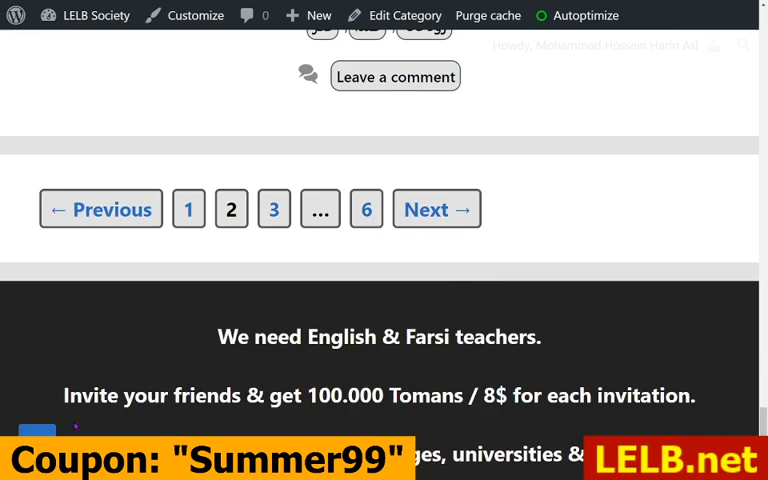 LELB Society Customize 0 New Edit Category Purge cache Autoptimize
Howdy, Mohammad Hossein Hariri Asl
Leave a comment
← Previous 1 2 3 ... 6 Next →
We need English & Farsi teachers.
Invite your friends & get 100.000 Tomans / 8$ for each invitation.
universities &
Coupon: "Summer99"
LELB.net